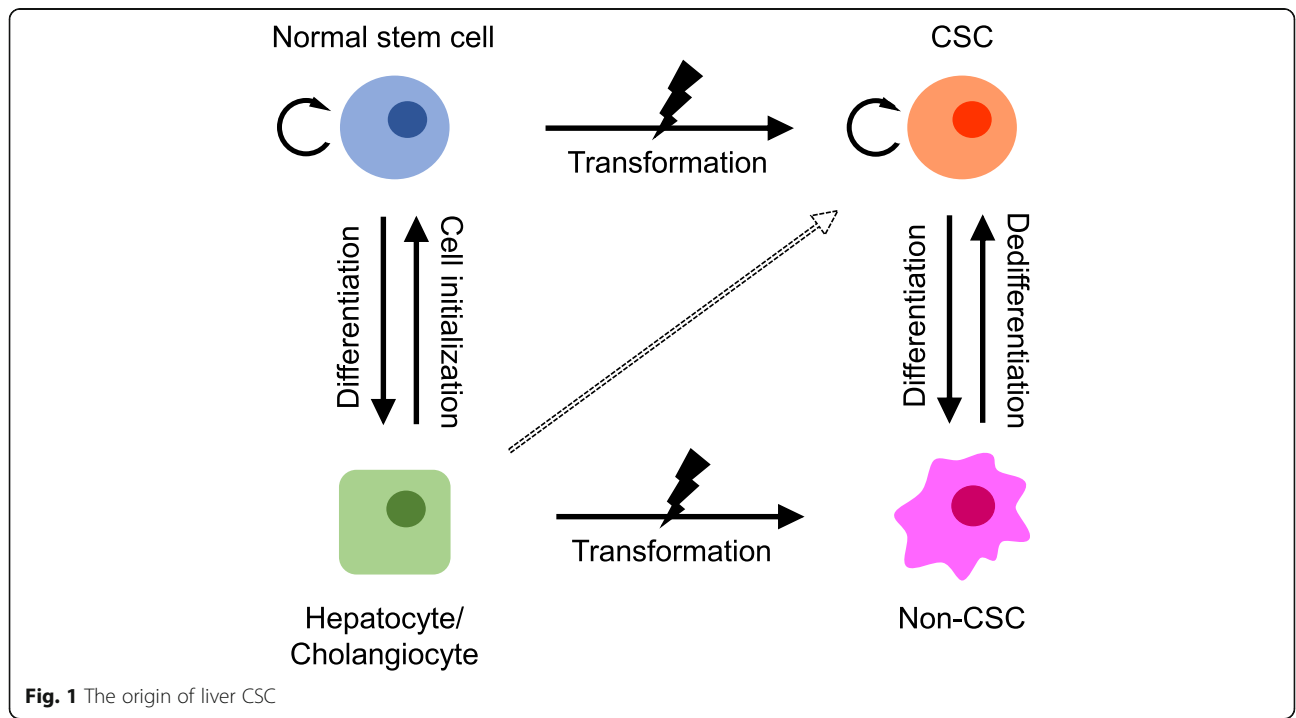 Normal stem cell
CSC
Transformation
Differentiation
Cell initialization
Differentiation
Dedifferentiation
Transformation
Hepatocyte/
Cholangiocyte
Non-CSC
Fig. 1 The origin of liver CSC